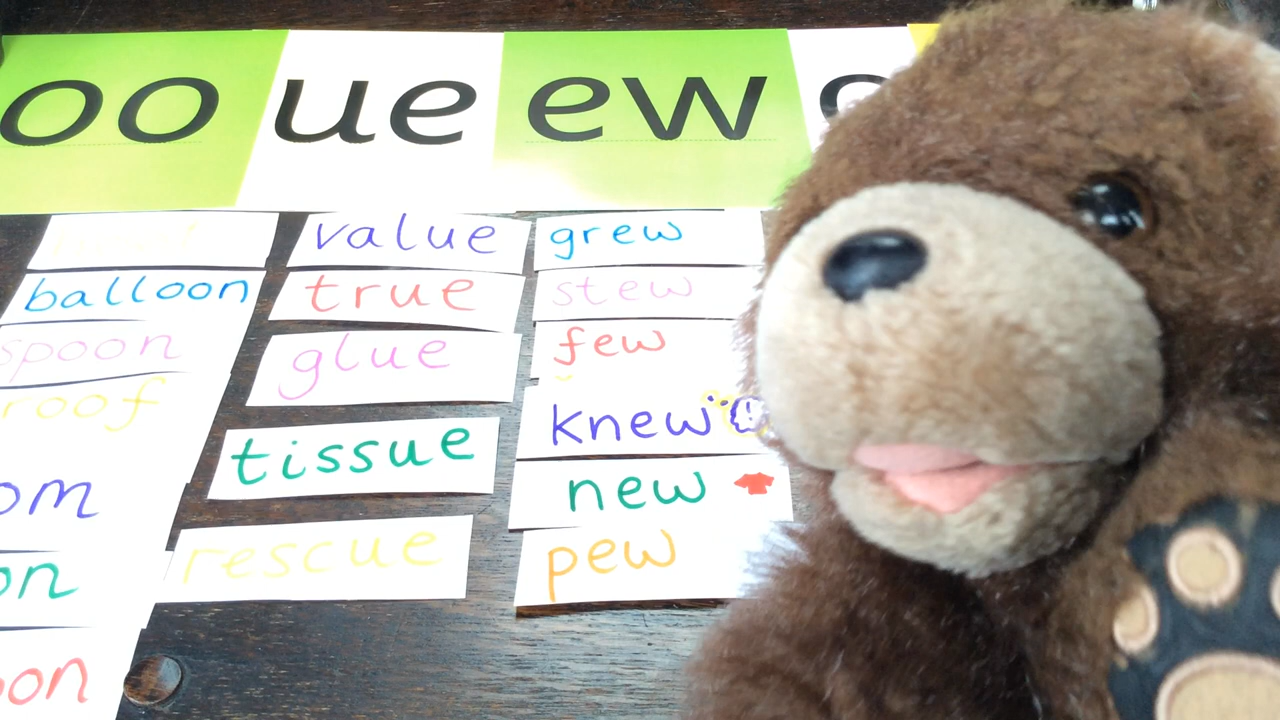 oo ue ew
balloon
spoon
roof
value
true
glue
tissue
rescue
grew
stew
few
knew
new
pew